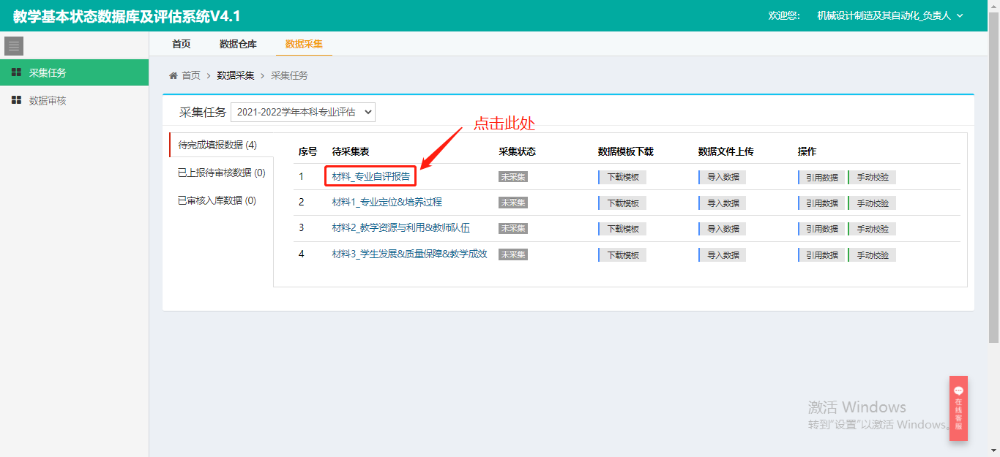 教学基本状态数据库及评估系统V4.1
欢迎您: 机械设计制造及其自动化_负责人
首页 数据仓库 数据采集
采集任务
数据审核
首页 > 数据采集 > 采集任务
采集任务 2021-2022学年本科专业评估
点击此处
待完成填报数据 (4)
已上报待审核数据 (0)
已审核入库数据 (0)
序号 待采集表 采集状态 数据模板下载 数据文件上传 操作
1 材料_专业自评报告 未采集 下载模板 导入数据 引用数据 手动校验
2 材料1_专业定位&培养过程 未采集 下载模板 导入数据 引用数据 手动校验
3 材料2_教学资源与利用&教师队伍 未采集 下载模板 导入数据 引用数据 手动校验
4 材料3_学生发展&质量保障&教学成效 未采集 下载模板 导入数据 引用数据 手动校验
激活 Windows
转到"设置"以激活 Windows。
在线客服